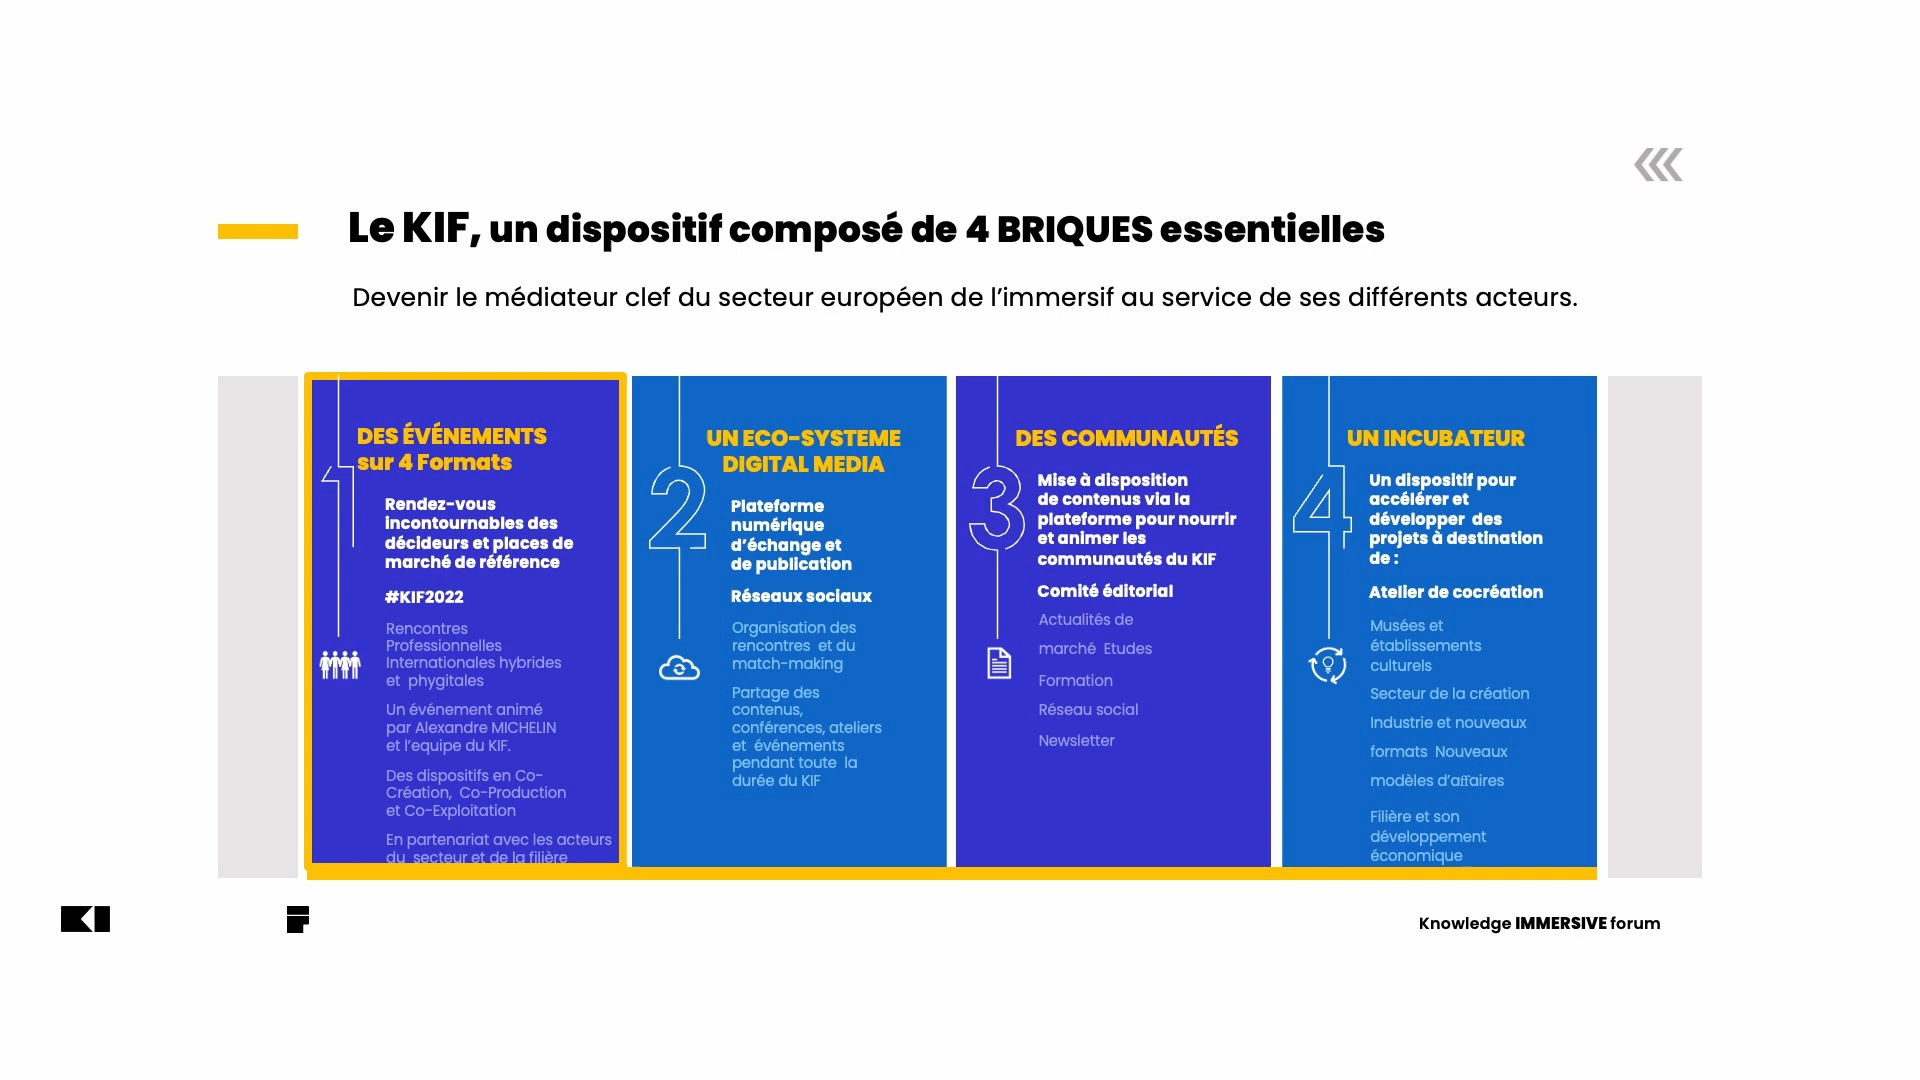 Le KIF, un dispositif composé de 4 BRIQUES essentielles
Devenir le médiateur clef du secteur européen de l’immersif au service de ses différents acteurs.
1
DES ÉVÉNEMENTS
sur 4 Formats
Rendez-vous
incontournables des
décideurs et places de
marché de référence
#KIF2022
Rencontres
Professionnelles
Internationales hybrides
et phygitales
Un événement animé
par Alexandre MICHELIN
et l’equipe du KIF.
Des dispositifs en Co-
Création, Co-Production
et Co-Exploitation
En partenariat avec les acteurs
du secteur et de la filière
2
UN ECO-SYSTEME
DIGITAL MEDIA
Plateforme
numérique
d’échange et
de publication
Réseaux sociaux
Organisation des
rencontres et du
match-making
Partage des
contenus,
conférences, ateliers
et événements
pendant toute la
durée du KIF
3
DES COMMUNAUTÉS
Mise à disposition
de contenus via la
plateforme pour nourrir
et animer les
communautés du KIF
Comité éditorial
Actualités de
marché Etudes
Formation
Réseau social
Newsletter
4
UN INCUBATEUR
Un dispositif pour
accélérer et
développer des
projets à destination
de :
Atelier de cocréation
Musées et
établissements
culturels
Secteur de la création
Industrie et nouveaux
formats Nouveaux
modèles d’affaires
Filière et son
développement
économique
KI F
Knowledge IMMERSIVE forum